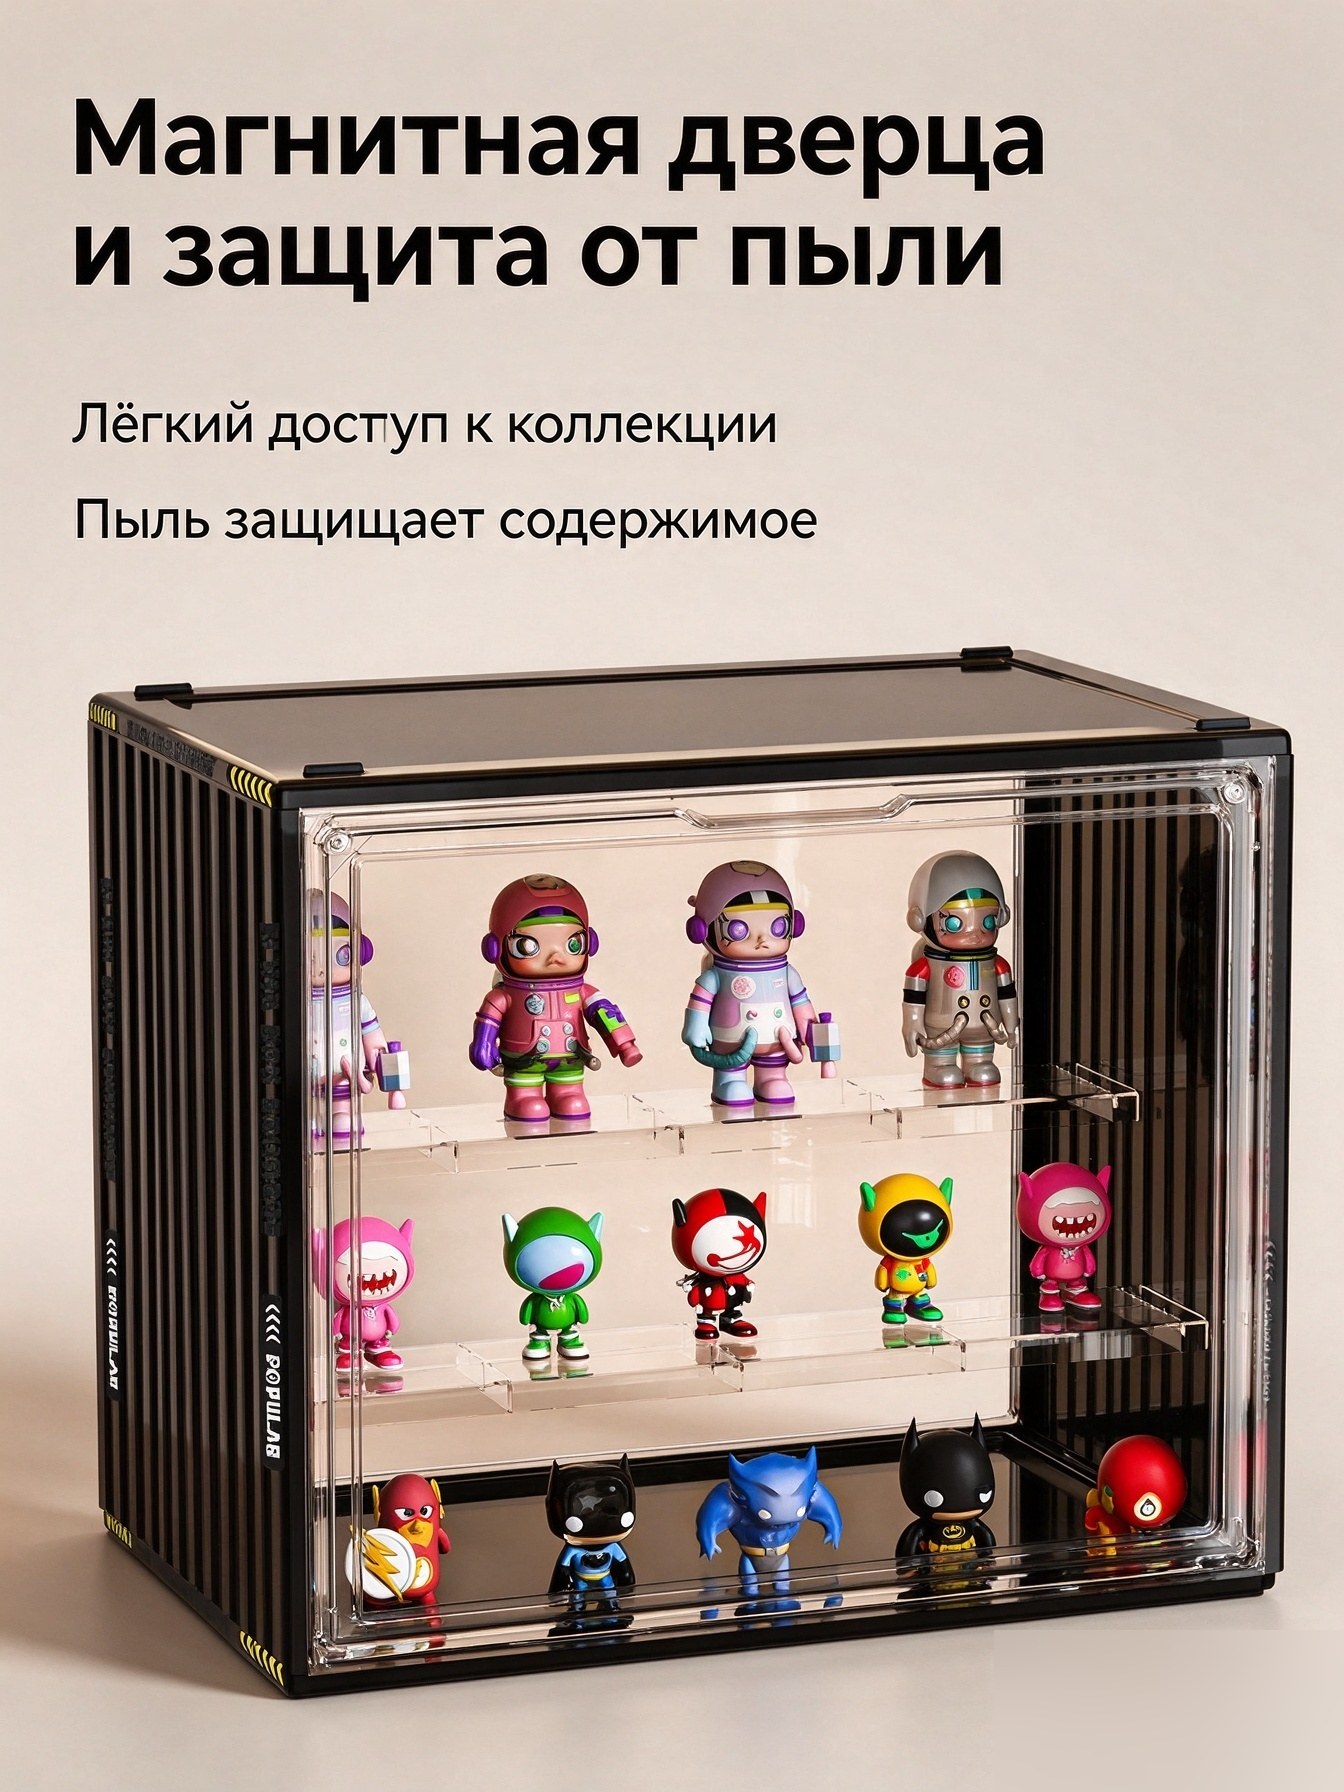 Магнитная дверца
и защита от пыли
Лёгкий доступ к коллекции
Пыль защищает содержимое
POPULAB